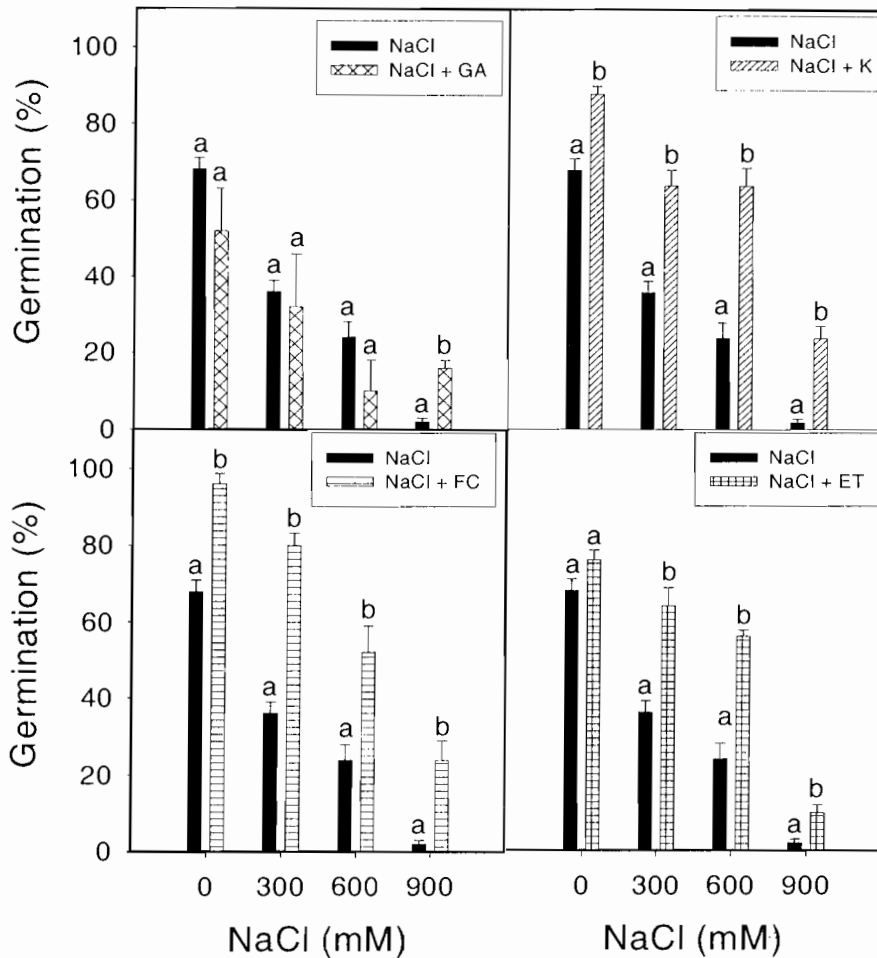 Germination (%)
100
80
60
40
20
0
NaCl
NaCl + GA
a
a
a
a
a
a
a
b
NaCl
NaCl + K
a
b
a
b
a
b
a
b
Germination (%)
100
80
60
40
20
0
NaCl
NaCl + FC
a
b
a
b
a
b
a
b
0 300 600 900
NaCl (mM)
NaCl
NaCl + ET
a
a
a
b
a
b
a
b
0 300 600 900
NaCl (mM)